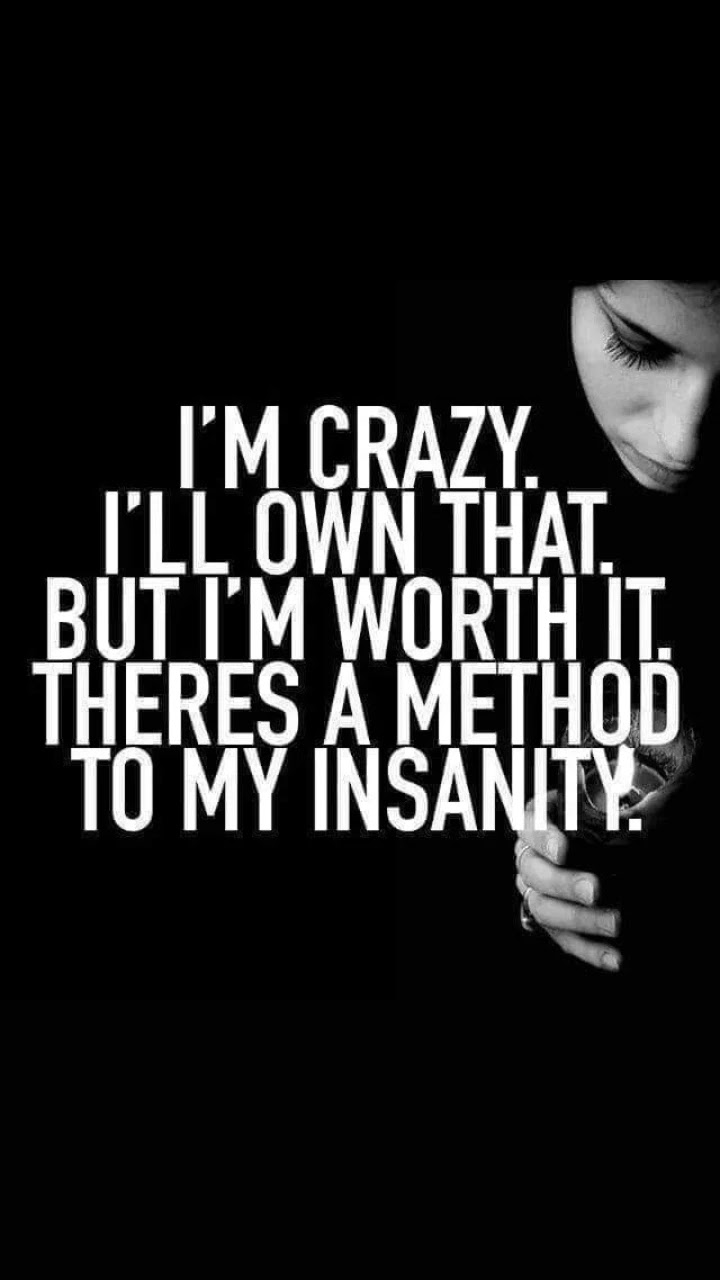 I'M CRAZY.
I'LL OWN THAT.
BUT I'M WORTH IT.
THERES A METHOD
TO MY INSANITY.